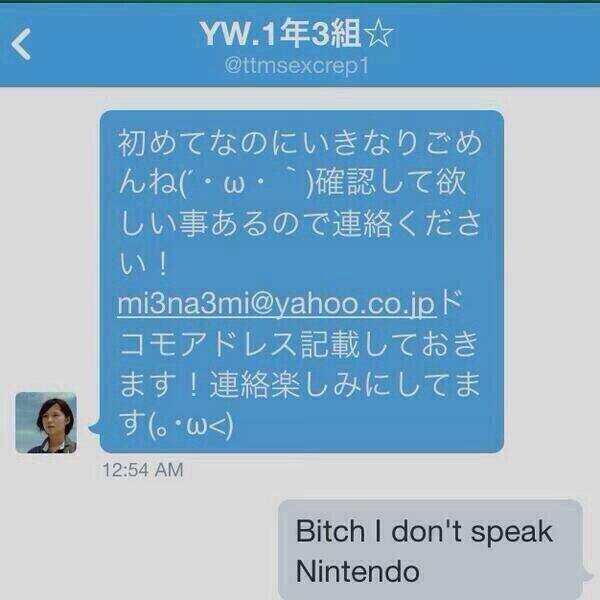 YW.1年3組☆
@ttmsexcrep1
初めてなのにいきなりごめ
んね(´・ω・｀)確認して欲
しい事あるので連絡くださ
い！
mi3na3mi@yahoo.co.jpド
コモアドレス記載しておき
ます！連絡楽しみにしてま
す(｡･ω<)
12:54 AM
Bitch I don't speak
Nintendo